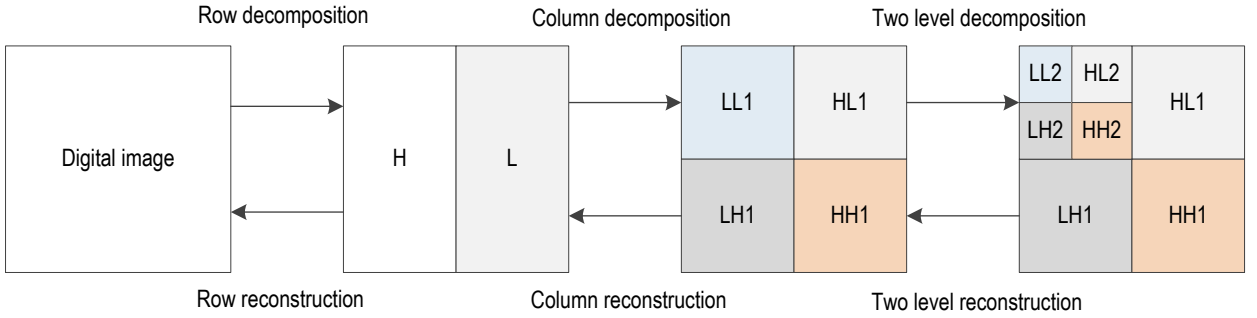 Row decomposition
Column decomposition
Two level decomposition
Digital image
H
L
LL1
HL1
LH1
HH1
LL2
HL2
LH2
HH2
HL1
LH1
HH1
Row reconstruction
Column reconstruction
Two level reconstruction